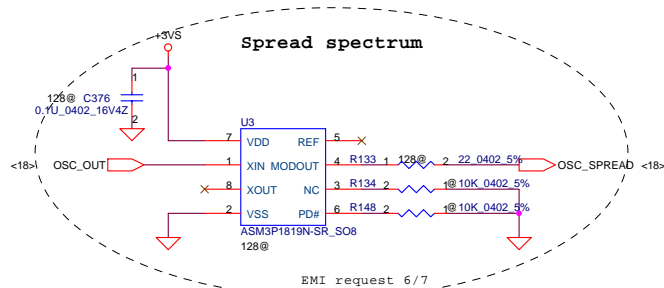 +3VS
Spread spectrum
1
128@ C376
0.1U_0402_16V4Z
2
U3
7 VDD REF 5
<18> OSC_OUT 1 XIN MODOUT 4 R133 1 128@ 2 22_0402_5% OSC_SPREAD <18>
8 XOUT NC 3 R134 2 1@ 10K_0402_5%
2 VSS PD# 6 R148 2 1@ 10K_0402_5%
ASM3P1819N-SR_SO8
128@
EMI request 6/7